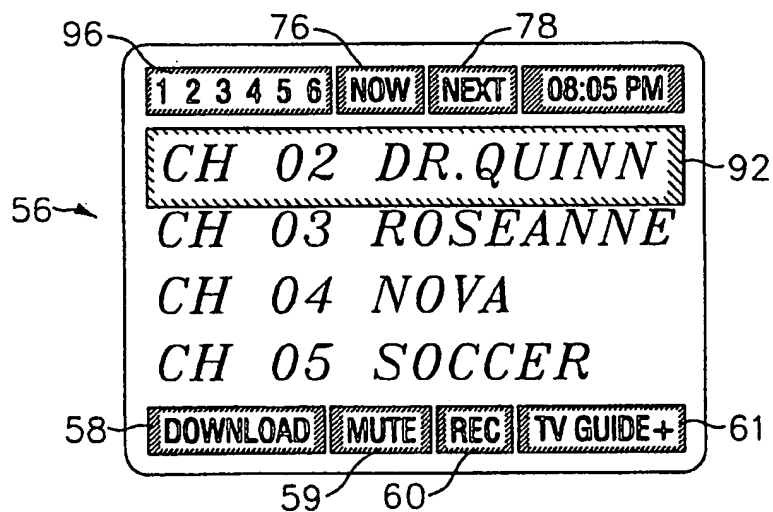 96 76 78
1 2 3 4 5 6 NOW NEXT 08:05 PM
CH 02 DR.QUINN 92
56
CH 03 ROSEANNE
CH 04 NOVA
CH 05 SOCCER
58 DOWNLOAD MUTE REC TV GUIDE+ 61
59 60